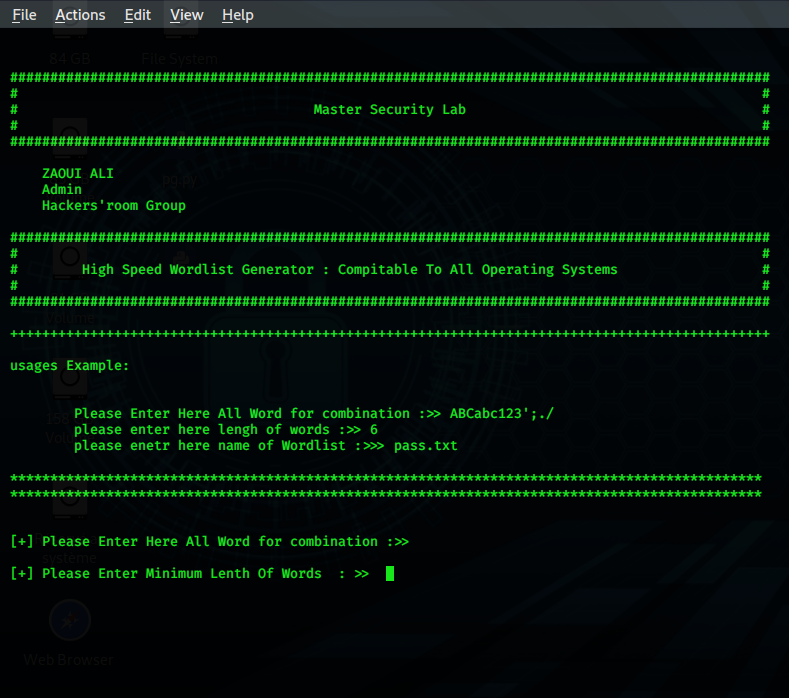 File Actions Edit View Help
84 GB File System
################################################################################################
# #
# Master Security Lab #
# #
################################################################################################
ZAOUI ALI
Admin
Hackers'room Group
################################################################################################
# #
# High Speed Wordlist Generator : Compitable To All Operating Systems #
# #
################################################################################################
++++++++++++++++++++++++++++++++++++++++++++++++++++++++++++++++++++++++++++++++++++++++++++++++
usages Example:
Please Enter Here All Word for combination :>> ABCabc123';./
please enter here lengh of words :>> 6
please enetr here name of Wordlist :>>> pass.txt
**********************************************************************************************
**********************************************************************************************
[+] Please Enter Here All Word for combination :>>
systeme
[+] Please Enter Minimum Lenth Of Words : >>
Web Browser